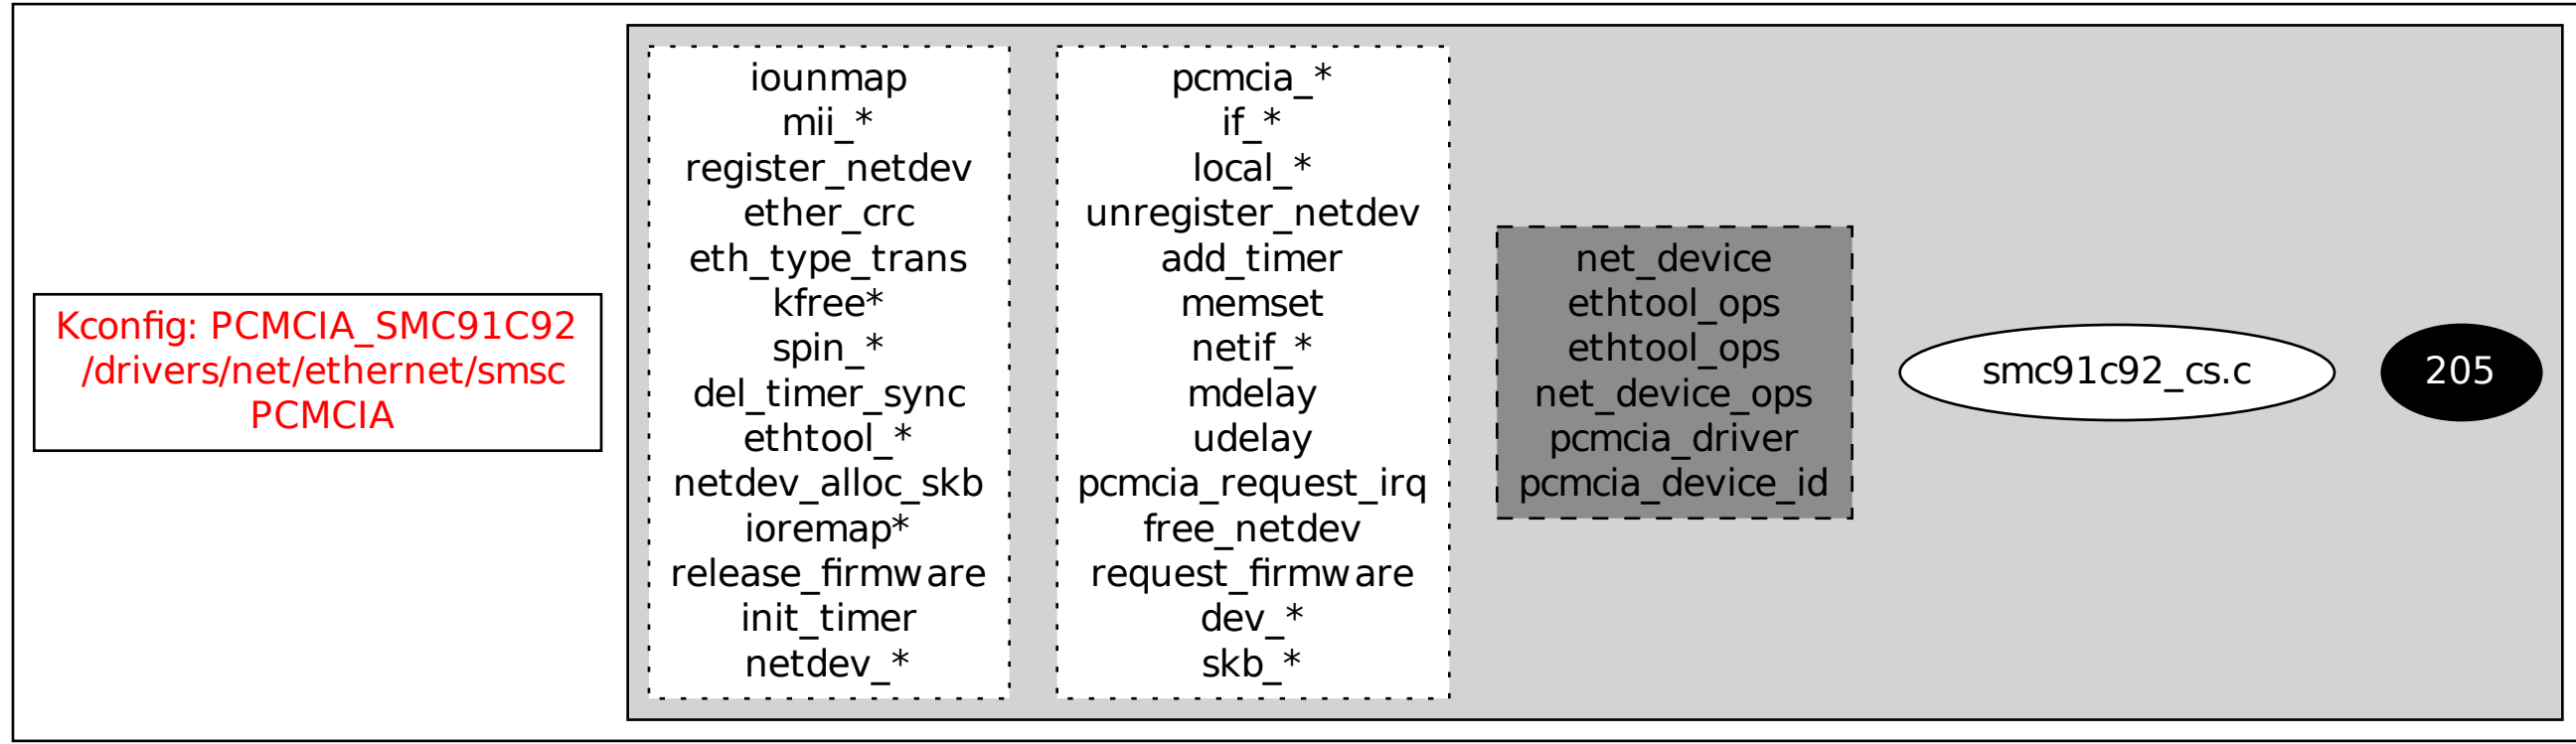 Kconfig: PCMCIA_SMC91C92
/drivers/net/ethernet/smsc
PCMCIA
iounmap
mii_*
register_netdev
ether_crc
eth_type_trans
kfree*
spin_*
del_timer_sync
ethtool_*
netdev_alloc_skb
ioremap*
release_firmware
init_timer
netdev_*
pcmcia_*
if_*
local_*
unregister_netdev
add_timer
memset
netif_*
mdelay
udelay
pcmcia_request_irq
free_netdev
request_firmware
dev_*
skb_*
net_device
ethtool_ops
ethtool_ops
net_device_ops
pcmcia_driver
pcmcia_device_id
smc91c92_cs.c
205